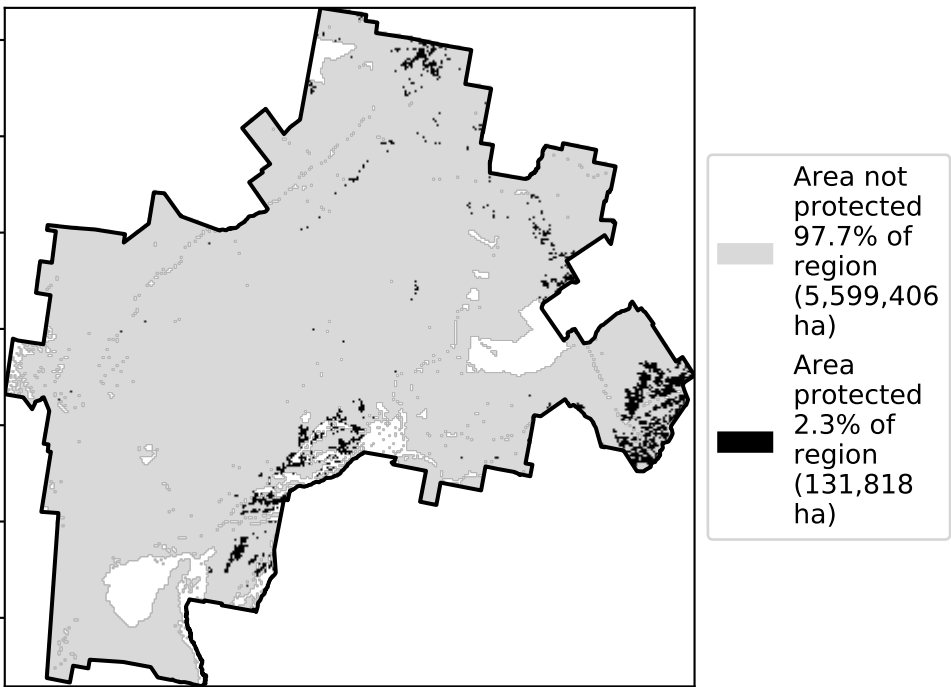 Area not
protected
97.7% of
region
(5,599,406
ha)
Area
protected
2.3% of
region
(131,818
ha)